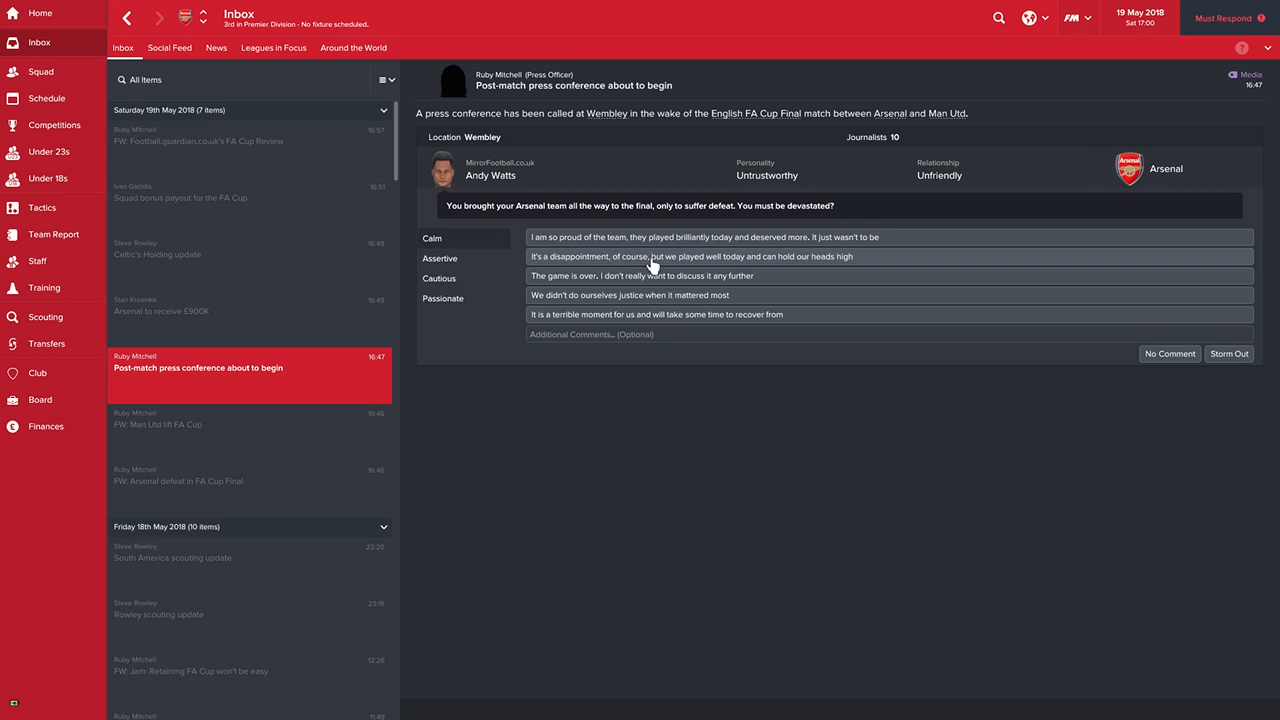 Home
Inbox
Squad
Schedule
Competitions
Under 23s
Under 18s
Tactics
Team Report
Staff
Training
Scouting
Transfers
Club
Board
Finances
Inbox
3rd in Premier Division - No fixture scheduled.
FM
19 May 2018
Sat 17:00
Must Respond
Inbox Social Feed News Leagues in Focus Around the World
All Items
Saturday 19th May 2018 (7 items)
Ruby Mitchell 16:57
FW: Football.guardian.co.uk's FA Cup Review
Ivan Gazidis 16:51
Squad bonus payout for the FA Cup
Steve Rowley 16:49
Celtic's Holding update
Stan Kroenke 16:49
Arsenal to receive £900K
Ruby Mitchell 16:47
Post-match press conference about to begin
Ruby Mitchell 16:46
FW: Man Utd lift FA Cup
Ruby Mitchell 16:46
FW: Arsenal defeat in FA Cup Final
Friday 18th May 2018 (10 items)
Steve Rowley 23:20
South America scouting update
Steve Rowley 23:19
Rowley scouting update
Ruby Mitchell 12:26
FW: Jam: Retaining FA Cup won't be easy
Ruby Mitchell 11:49
Ruby Mitchell (Press Officer)
Post-match press conference about to begin
Media
16:47
A press conference has been called at Wembley in the wake of the English FA Cup Final match between Arsenal and Man Utd.
Location Wembley Journalists 10
MirrorFootball.co.uk Personality Relationship
Andy Watts Untrustworthy Unfriendly
Arsenal
Arsenal
You brought your Arsenal team all the way to the final, only to suffer defeat. You must be devastated?
Calm
Assertive
Cautious
Passionate
I am so proud of the team, they played brilliantly today and deserved more. It just wasn't to be
It's a disappointment, of course, but we played well today and can hold our heads high
The game is over. I don't really want to discuss it any further
We didn't do ourselves justice when it mattered most
It is a terrible moment for us and will take some time to recover from
Additional Comments... (Optional)
No Comment Storm Out